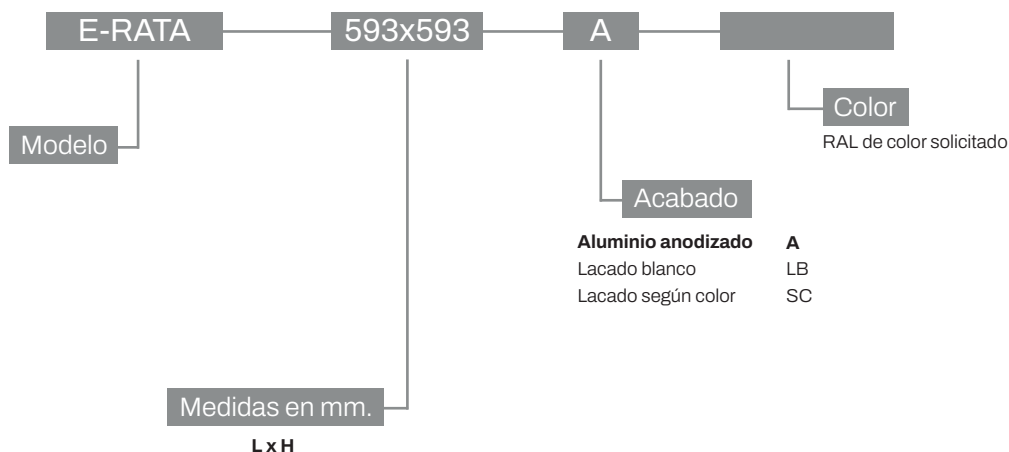 E-RATA 593x593 A
Color
RAL de color solicitado
Modelo
Acabado
Aluminio anodizado A
Lacado blanco LB
Lacado según color SC
Medidas en mm.
L x H